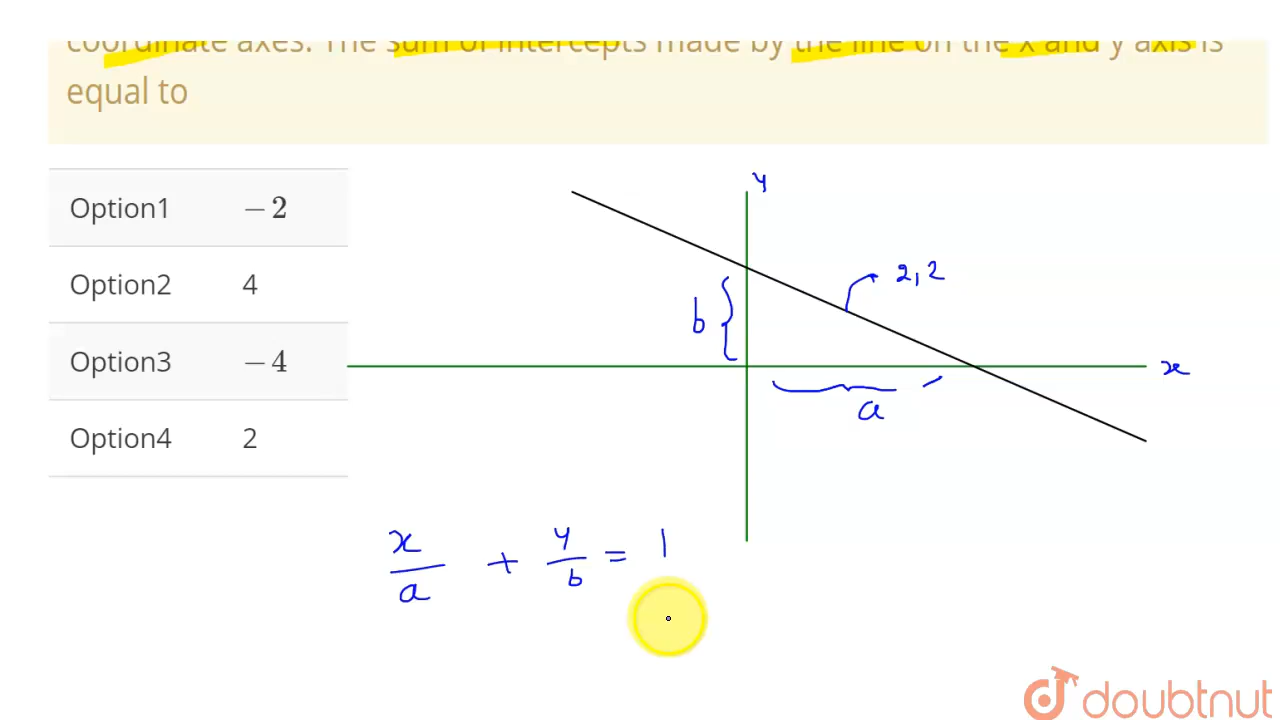 coordinate axes. The sum of intercepts made by the line on the x and y axis is
equal to
Option1 −2
Option2 4
Option3 −4
Option4 2
y
2,2
b
x
a
x/a + y/b = 1
doubtnut